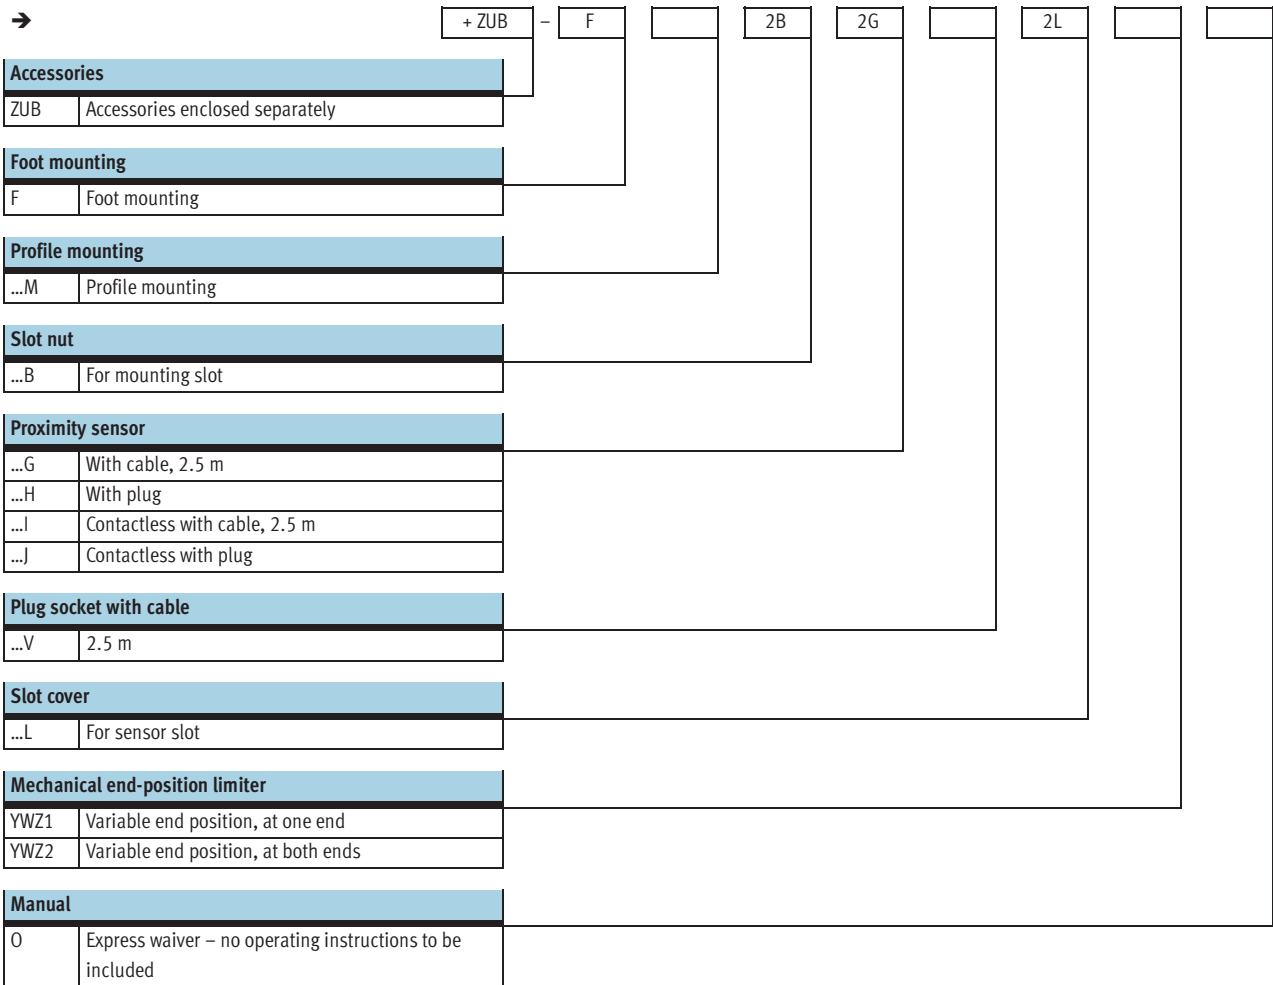 ➔ + ZUB – F 2B 2G 2L
Accessories
ZUB Accessories enclosed separately
Foot mounting
F Foot mounting
Profile mounting
...M Profile mounting
Slot nut
...B For mounting slot
Proximity sensor
...G With cable, 2.5 m
...H With plug
...I Contactless with cable, 2.5 m
...J Contactless with plug
Plug socket with cable
...V 2.5 m
Slot cover
...L For sensor slot
Mechanical end-position limiter
YWZ1 Variable end position, at one end
YWZ2 Variable end position, at both ends
Manual
O Express waiver – no operating instructions to be
included